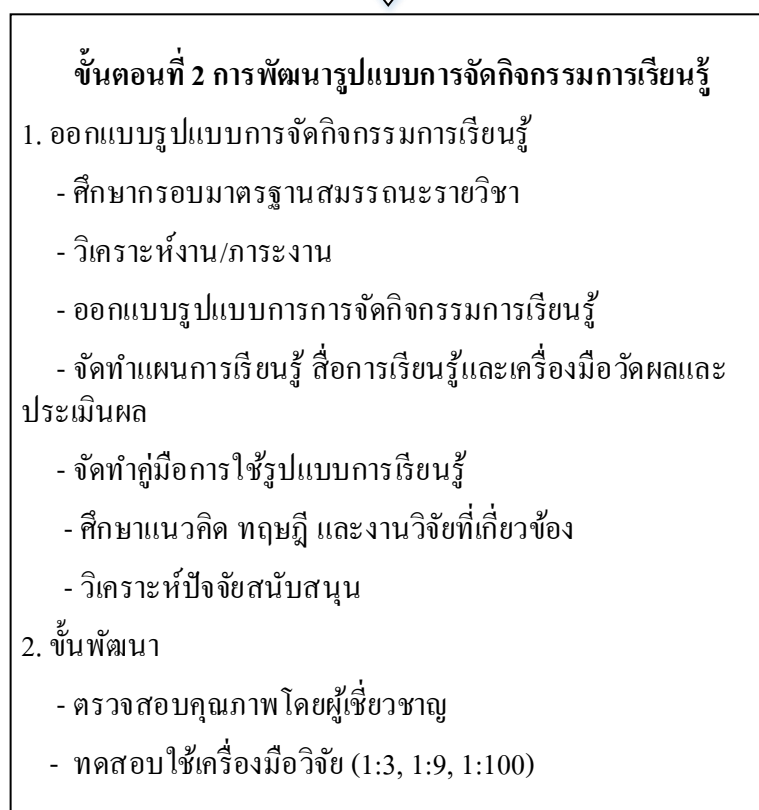 ขั้นตอนที่ 2 การพัฒนารูปแบบการจัดกิจกรรมการเรียนรู้
1. ออกแบบรูปแบบการจัดกิจกรรมการเรียนรู้
- ศึกษากรอบมาตรฐานสมรรถนะรายวิชา
- วิเคราะห์งาน/ภาระงาน
- ออกแบบรูปแบบการการจัดกิจกรรมการเรียนรู้
- จัดทำแผนการเรียนรู้ สื่อการเรียนรู้และเครื่องมือวัดผลและ
ประเมินผล
- จัดทำคู่มือการใช้รูปแบบการเรียนรู้
- ศึกษาแนวคิด ทฤษฎี และงานวิจัยที่เกี่ยวข้อง
- วิเคราะห์ปัจจัยสนับสนุน
2. ขั้นพัฒนา
- ตรวจสอบคุณภาพโดยผู้เชี่ยวชาญ
- ทดสอบใช้เครื่องมือวิจัย (1:3, 1:9, 1:100)